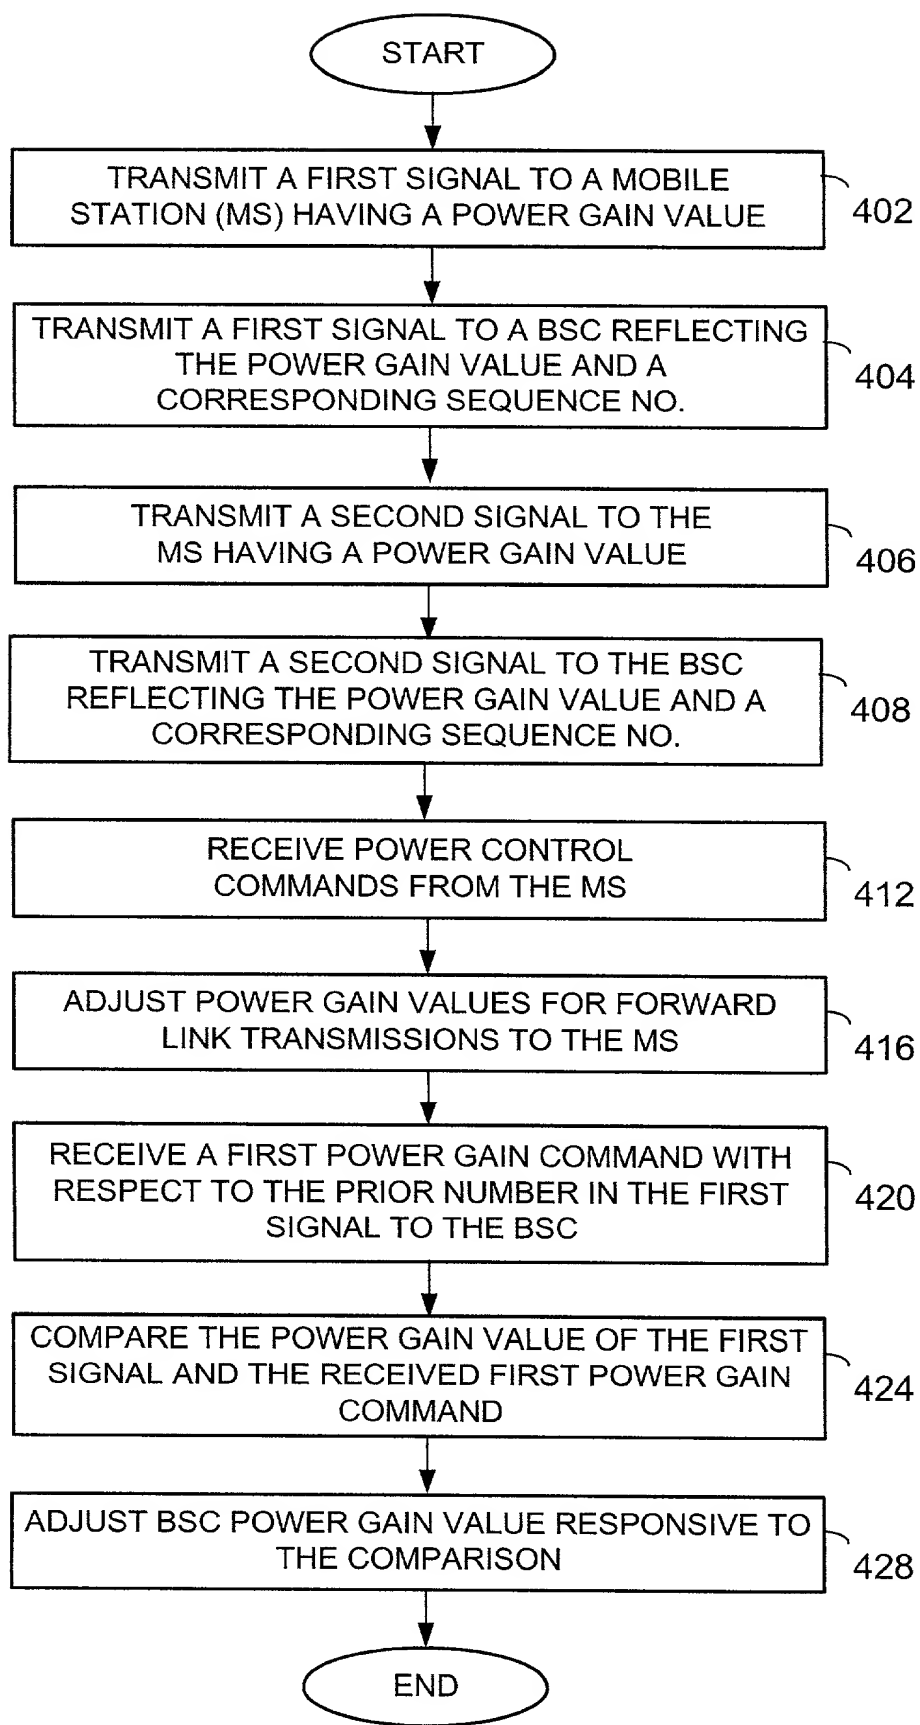 START
TRANSMIT A FIRST SIGNAL TO A MOBILE
STATION (MS) HAVING A POWER GAIN VALUE
402
TRANSMIT A FIRST SIGNAL TO A BSC REFLECTING
THE POWER GAIN VALUE AND A
CORRESPONDING SEQUENCE NO.
404
TRANSMIT A SECOND SIGNAL TO THE
MS HAVING A POWER GAIN VALUE
406
TRANSMIT A SECOND SIGNAL TO THE BSC
REFLECTING THE POWER GAIN VALUE AND A
CORRESPONDING SEQUENCE NO.
408
RECEIVE POWER CONTROL
COMMANDS FROM THE MS
412
ADJUST POWER GAIN VALUES FOR FORWARD
LINK TRANSMISSIONS TO THE MS
416
RECEIVE A FIRST POWER GAIN COMMAND WITH
RESPECT TO THE PRIOR NUMBER IN THE FIRST
SIGNAL TO THE BSC
420
COMPARE THE POWER GAIN VALUE OF THE FIRST
SIGNAL AND THE RECEIVED FIRST POWER GAIN
COMMAND
424
ADJUST BSC POWER GAIN VALUE RESPONSIVE TO
THE COMPARISON
428
END